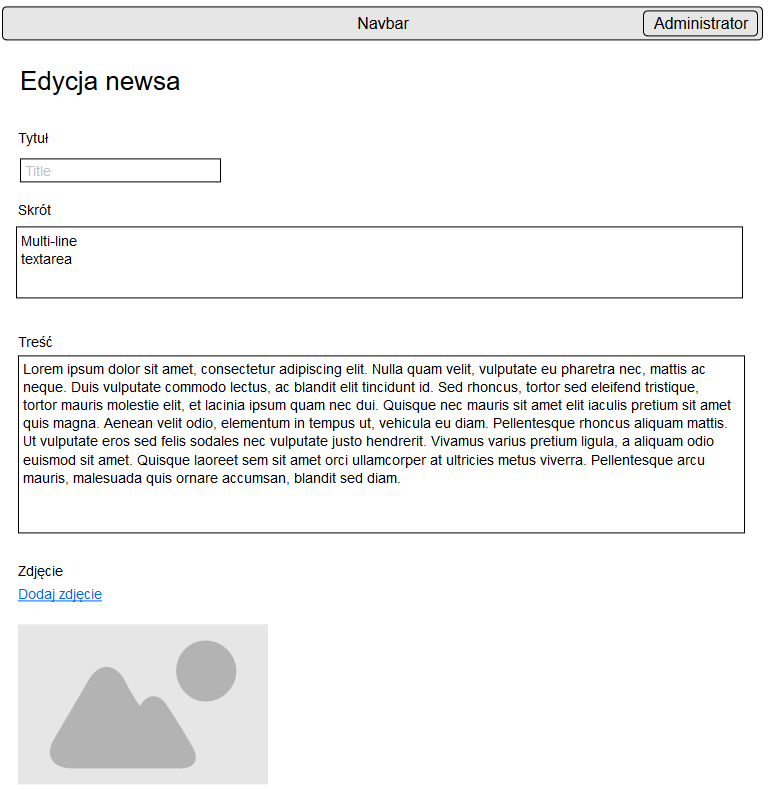 Navbar
Administrator
Edycja newsa
Tytuł
Title
Skrót
Multi-line
textarea
Treść
Lorem ipsum dolor sit amet, consectetur adipiscing elit. Nulla quam velit, vulputate eu pharetra nec, mattis ac
neque. Duis vulputate commodo lectus, ac blandit elit tincidunt id. Sed rhoncus, tortor sed eleifend tristique,
tortor mauris molestie elit, et lacinia ipsum quam nec dui. Quisque nec mauris sit amet elit iaculis pretium sit amet
quis magna. Aenean velit odio, elementum in tempus ut, vehicula eu diam. Pellentesque rhoncus aliquam mattis.
Ut vulputate eros sed felis sodales nec vulputate justo hendrerit. Vivamus varius pretium ligula, a aliquam odio
euismod sit amet. Quisque laoreet sem sit amet orci ullamcorper at ultricies metus viverra. Pellentesque arcu
mauris, malesuada quis ornare accumsan, blandit sed diam.
Zdjęcie
Dodaj zdjęcie